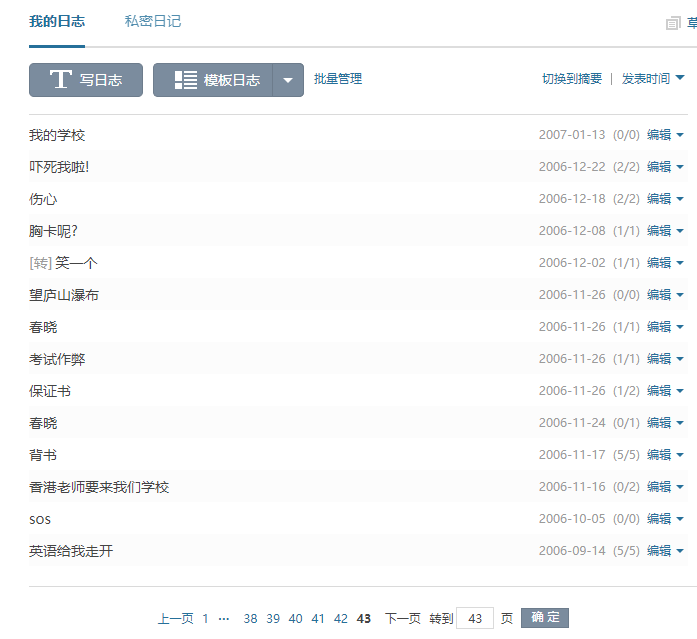 我的日志 私密日记 草
写日志 模板日志 批量管理 切换到摘要 | 发表时间
我的学校 2007-01-13 (0/0) 编辑
吓死我啦! 2006-12-22 (2/2) 编辑
伤心 2006-12-18 (2/2) 编辑
胸卡呢? 2006-12-08 (1/1) 编辑
[转] 笑一个 2006-12-02 (1/1) 编辑
望庐山瀑布 2006-11-26 (0/0) 编辑
春晓 2006-11-26 (1/1) 编辑
考试作弊 2006-11-26 (1/1) 编辑
保证书 2006-11-26 (1/2) 编辑
春晓 2006-11-24 (0/1) 编辑
背书 2006-11-17 (5/5) 编辑
香港老师要来我们学校 2006-11-16 (0/2) 编辑
sos 2006-10-05 (0/0) 编辑
英语给我走开 2006-09-14 (5/5) 编辑
上一页 1 ... 38 39 40 41 42 43 下一页 转到 43 页 确定